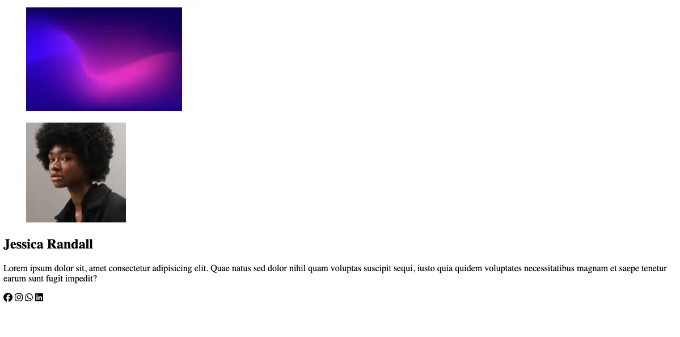 Jessica Randall
Lorem ipsum dolor sit, amet consectetur adipisicing elit. Quae natus sed dolor nihil quam voluptas suscipit sequi, iusto quia quidem voluptates necessitatibus magnam et saepe tenetur
earum sunt fugit impedit?